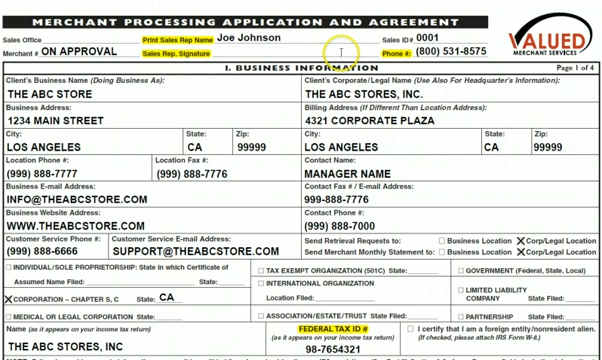 MERCHANT PROCESSING APPLICATION AND AGREEMENT
Sales Office Print Sales Rep Name Joe Johnson Sales ID# 0001
Merchant # ON APPROVAL Sales Rep. Signature Phone #: (800) 531-8575
VALUED
MERCHANT SERVICES
I. BUSINESS INFORMATION Page 1 of 4
Client's Business Name (Doing Business As): Client's Corporate/Legal Name (Use Also For Headquarter's Information):
THE ABC STORE THE ABC STORES, INC.
Business Address: Billing Address (If Different Than Location Address):
1234 MAIN STREET 4321 CORPORATE PLAZA
City: State: Zip: City: State: Zip:
LOS ANGELES CA 99999 LOS ANGELES CA 99999
Location Phone #: Location Fax #: Contact Name:
(999) 888-7777 (999) 888-7776 MANAGER NAME
Business E-mail Address: Contact Fax # / E-mail Address:
INFO@THEABCSTORE.COM 999-888-7776
Business Website Address: Contact Phone #:
WWW.THEABCSTORE.COM (999) 888-7000
Customer Service Phone #: Customer Service E-mail Address: Send Retrieval Requests to: Business Location X Corp/Legal Location
(999) 888-6666 SUPPORT@THEABCSTORE.COM Send Merchant Monthly Statement to: Business Location X Corp/Legal Location
INDIVIDUAL/SOLE PROPRIETORSHIP: State in which Certificate of TAX EXEMPT ORGANIZATION (501C) State: GOVERNMENT (Federal, State, Local)
Assumed Name Filed: State: INTERNATIONAL ORGANIZATION
X CORPORATION – CHAPTER S, C State: CA Location Filed: LIMITED LIABILITY
COMPANY State Filed:
MEDICAL OR LEGAL CORPORATION State: ASSOCIATION/ESTATE/TRUST State Filed: PARTNERSHIP State Filed:
Name (as it appears on your income tax return) FEDERAL TAX ID # I certify that I am a foreign entity/nonresident alien.
(as it appears on your income tax return) (If checked, please attach IRS Form W-8.)
THE ABC STORES, INC 98-7654321